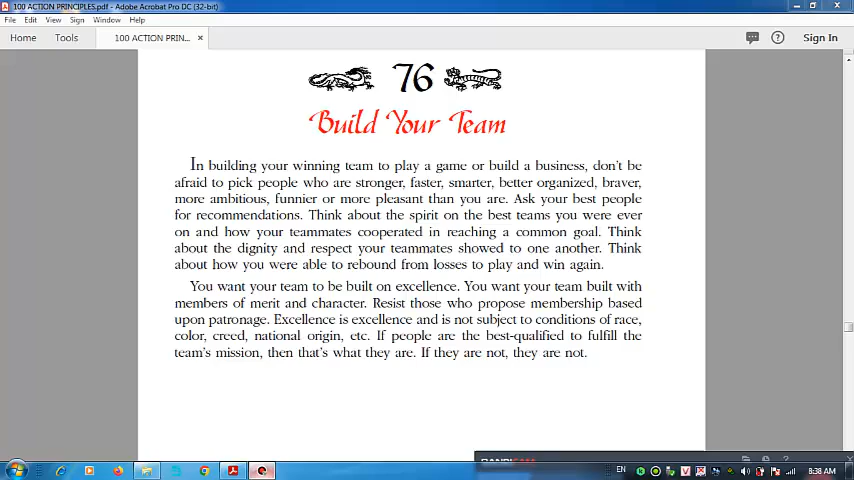 100 ACTION PRINCIPLES.pdf - Adobe Acrobat Pro DC (32-bit)
File Edit View Sign Window Help
Home Tools 100 ACTION PRIN... × Sign In
76
Build Your Team
In building your winning team to play a game or build a business, don't be
afraid to pick people who are stronger, faster, smarter, better organized, braver,
more ambitious, funnier or more pleasant than you are. Ask your best people
for recommendations. Think about the spirit on the best teams you were ever
on and how your teammates cooperated in reaching a common goal. Think
about the dignity and respect your teammates showed to one another. Think
about how you were able to rebound from losses to play and win again.
You want your team to be built on excellence. You want your team built with
members of merit and character. Resist those who propose membership based
upon patronage. Excellence is excellence and is not subject to conditions of race,
color, creed, national origin, etc. If people are the best-qualified to fulfill the
team's mission, then that's what they are. If they are not, they are not.
EN 8:38 AM